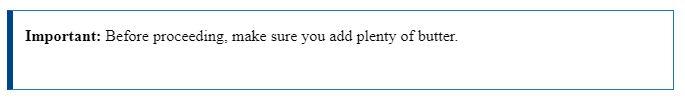 Important: Before proceeding, make sure you add plenty of butter.